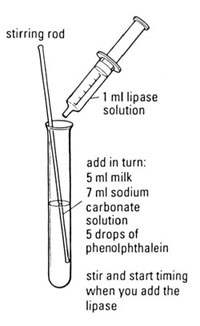 stirring rod
1 ml lipase
solution
add in turn:
5 ml milk
7 ml sodium
carbonate
solution
5 drops of
phenolphthalein
stir and start timing
when you add the
lipase